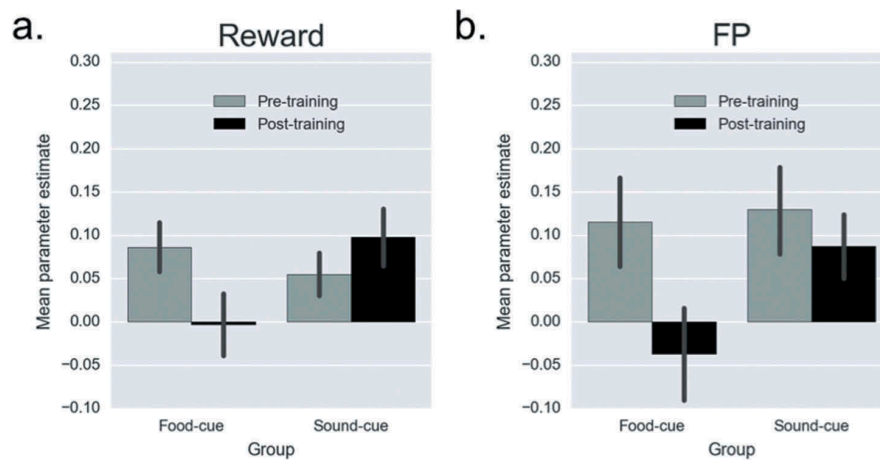 a.
Reward
0.30
0.25
0.20
0.15
0.10
0.05
0.00
−0.05
−0.10
Mean parameter estimate
Pre-training
Post-training
Food-cue Sound-cue
Group
b.
FP
0.30
0.25
0.20
0.15
0.10
0.05
0.00
−0.05
−0.10
Mean parameter estimate
Pre-training
Post-training
Food-cue Sound-cue
Group